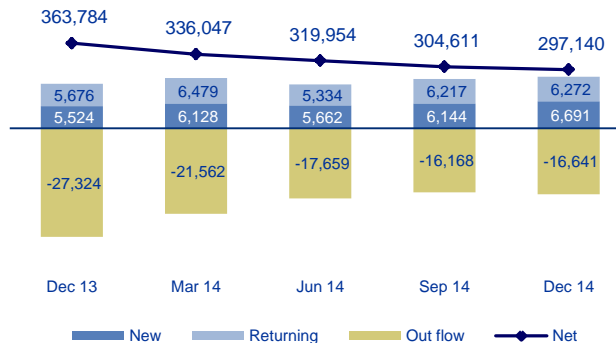 363,784 336,047 319,954 304,611 297,140
5,676 6,479 5,334 6,217 6,272
5,524 6,128 5,662 6,144 6,691
-27,324 -21,562 -17,659 -16,168 -16,641
Dec 13 Mar 14 Jun 14 Sep 14 Dec 14
New Returning Out flow Net